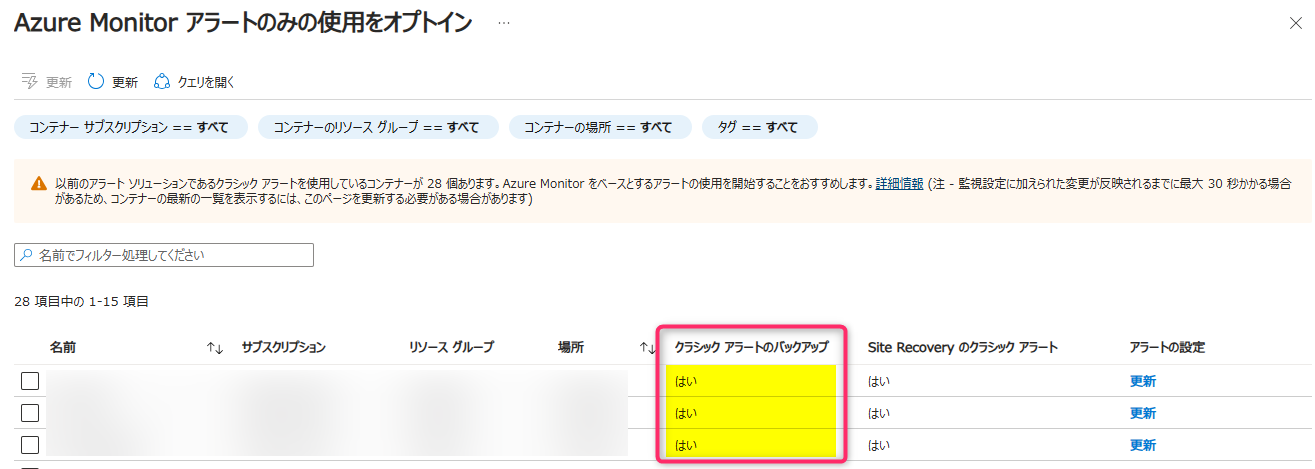 Azure Monitor アラートのみの使用をオプトイン ...
更新 更新 クエリを開く
コンテナー サブスクリプション == すべて コンテナーのリソース グループ == すべて コンテナーの場所 == すべて タグ == すべて
以前のアラート ソリューションであるクラシック アラートを使用しているコンテナーが 28 個あります。Azure Monitor をベースとするアラートの使用を開始することをおすすめします。詳細情報 (注 - 監視設定に加えられた変更が反映されるまでに最大 30 秒かかる場合
があるため、コンテナーの最新の一覧を表示するには、このページを更新する必要がある場合があります)
名前でフィルター処理してください
28 項目中の 1-15 項目
名前 サブスクリプション リソース グループ 場所 クラシック アラートのバックアップ Site Recovery のクラシック アラート アラートの設定
はい はい 更新
はい はい 更新
はい はい 更新